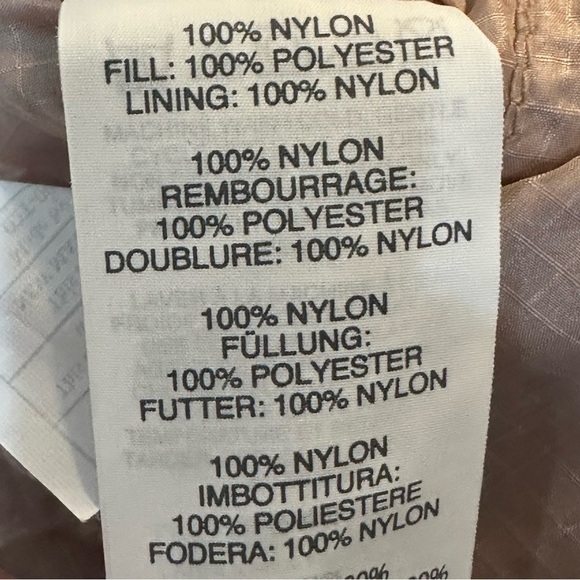 100% NYLON
FILL: 100% POLYESTER
LINING: 100% NYLON
100% NYLON
REMBOURRAGE:
100% POLYESTER
DOUBLURE: 100% NYLON
100% NYLON
FÜLLUNG:
100% POLYESTER
FUTTER: 100% NYLON
100% NYLON
IMBOTTITURA:
100% POLIESTERE
FODERA: 100% NYLON